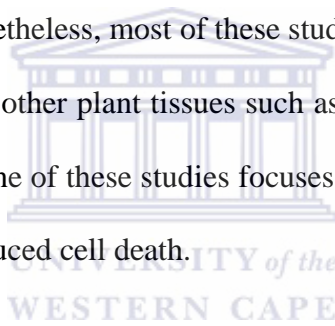 etheless, most of these stud
other plant tissues such as
ne of these studies focuses
uced cell death.
UNIVERSITY of the
WESTERN CAPE